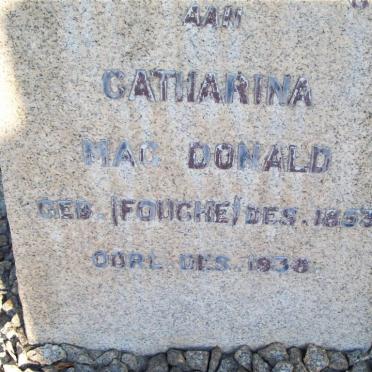 AAN
CATHARINA
MAC DONALD
GEB. (FOUCHE) DES. 1853
OORL. DES. 1938.